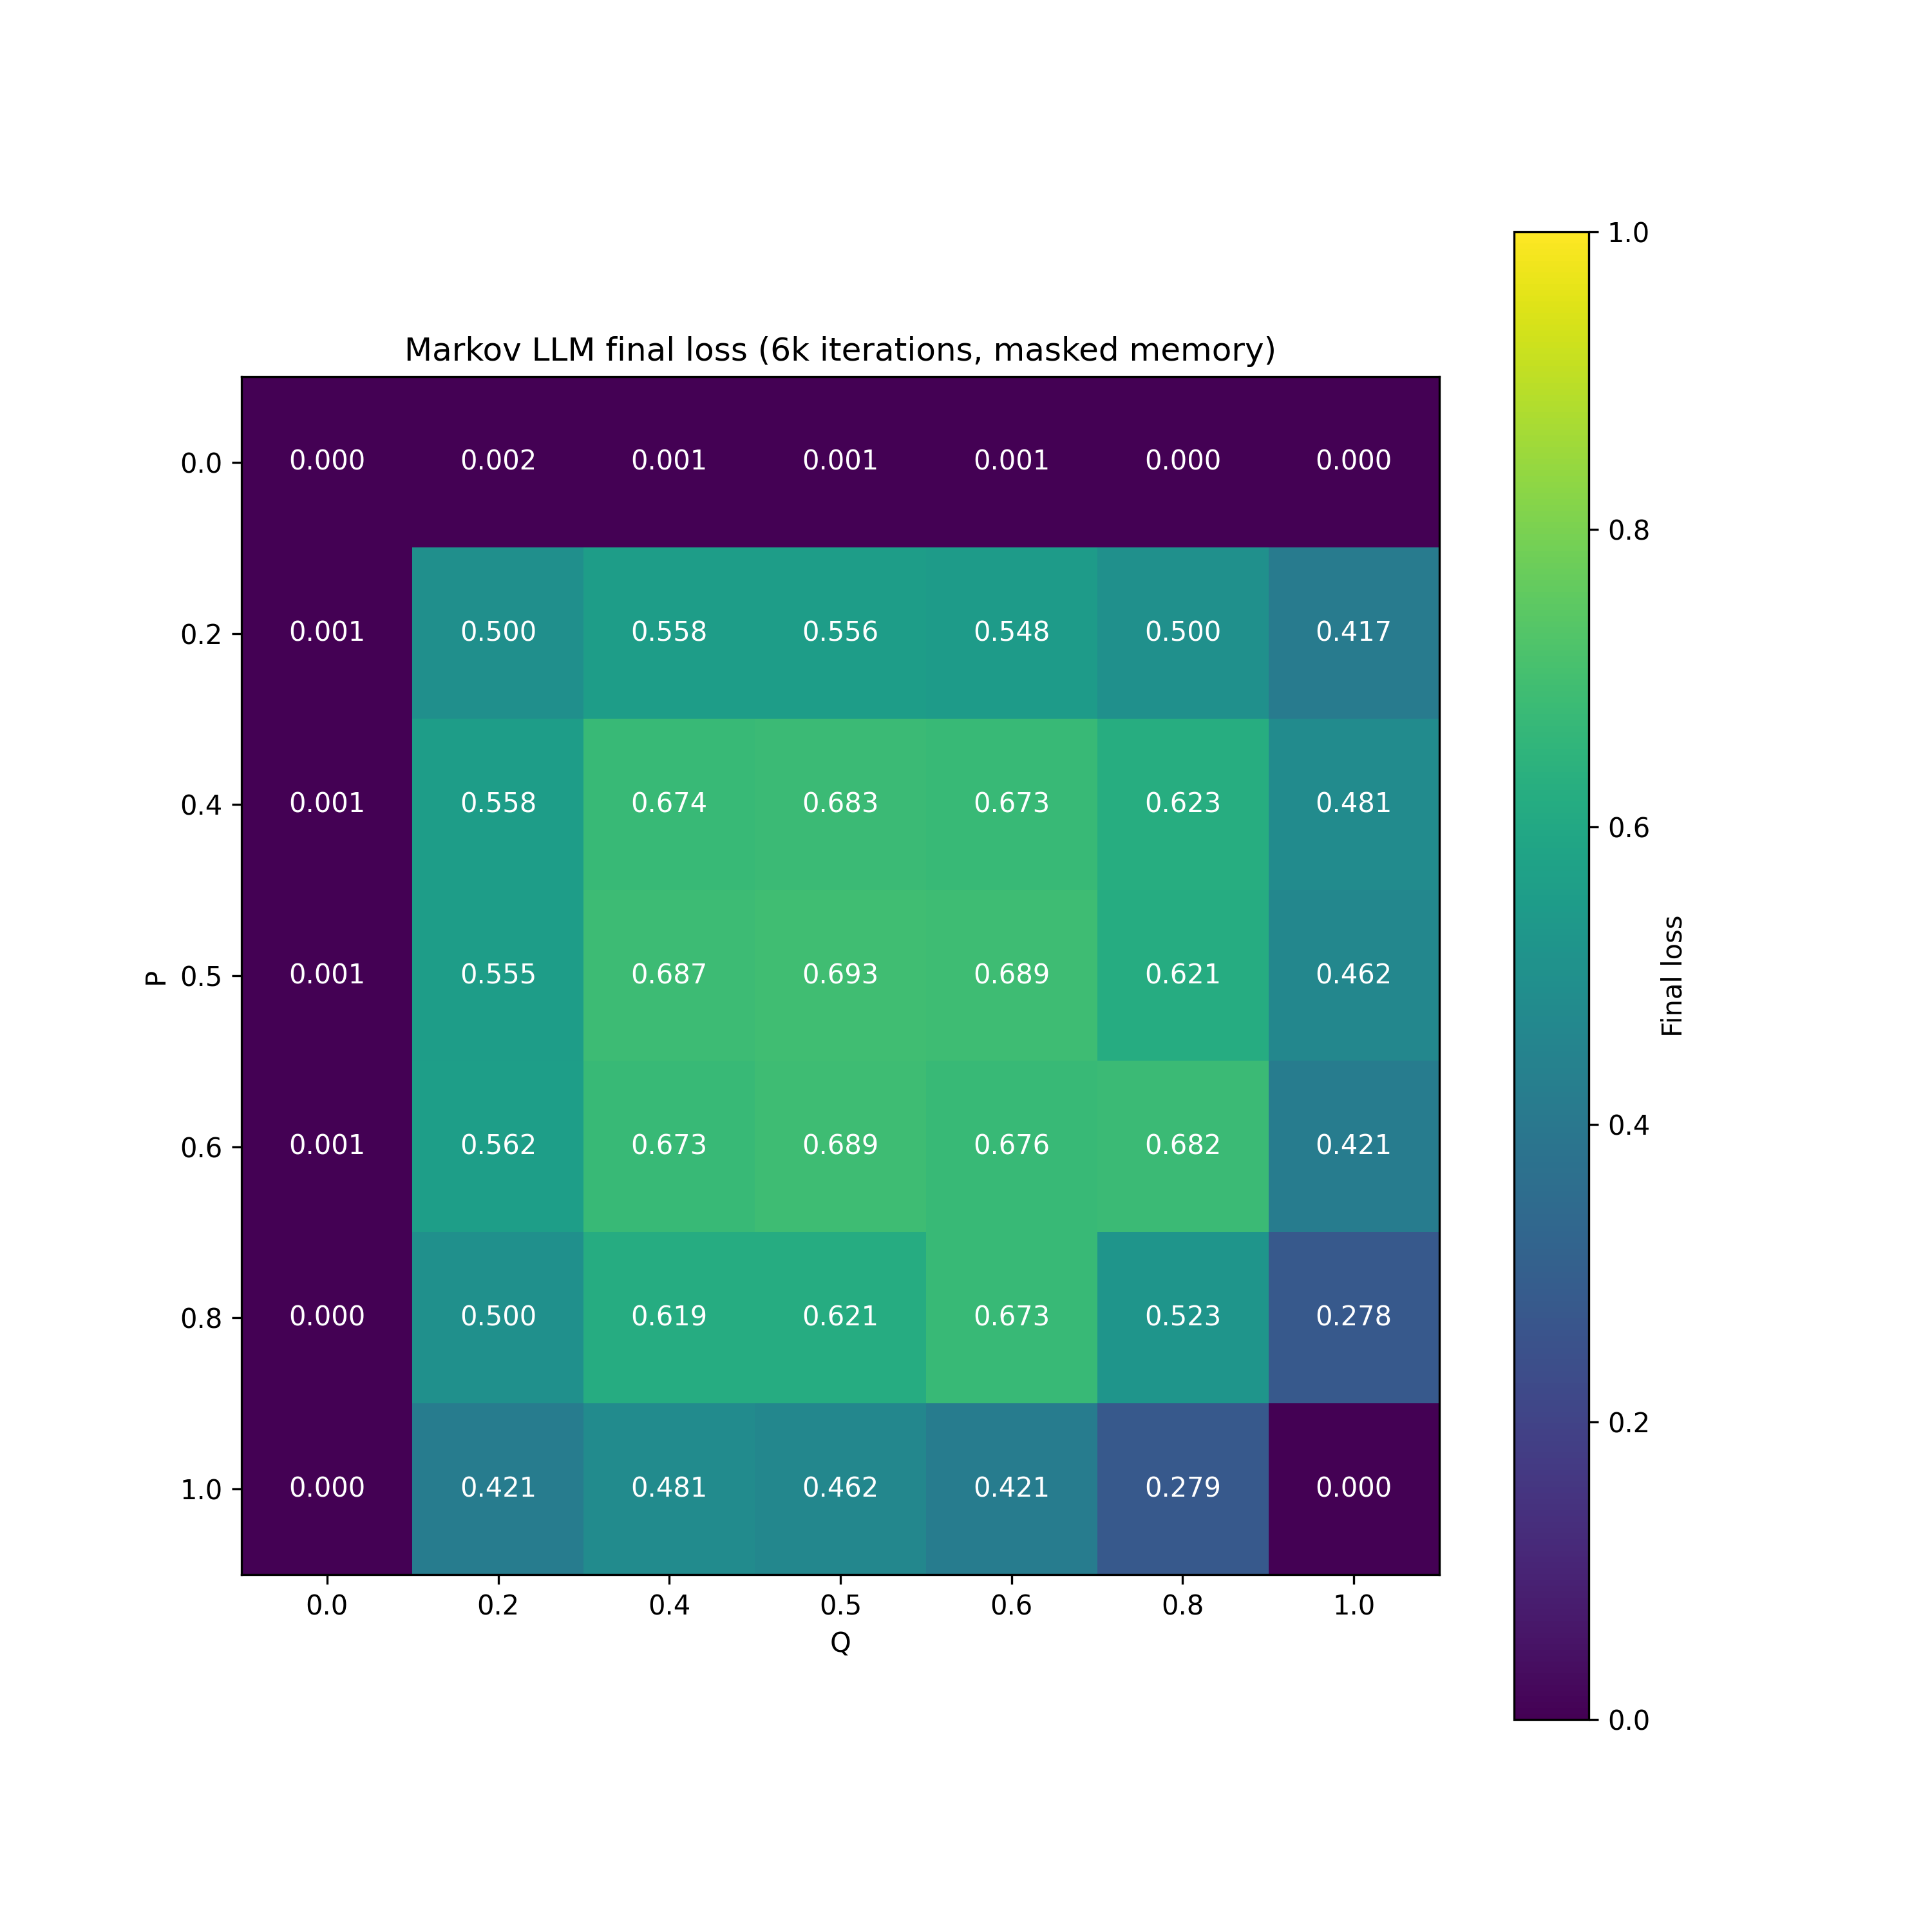 Markov LLM final loss (6k iterations, masked memory)
0.0 0.000 0.002 0.001 0.001 0.001 0.000 0.000
0.2 0.001 0.500 0.558 0.556 0.548 0.500 0.417
0.4 0.001 0.558 0.674 0.683 0.673 0.623 0.481
P 0.5 0.001 0.555 0.687 0.693 0.689 0.621 0.462
0.6 0.001 0.562 0.673 0.689 0.676 0.682 0.421
0.8 0.000 0.500 0.619 0.621 0.673 0.523 0.278
1.0 0.000 0.421 0.481 0.462 0.421 0.279 0.000
0.0 0.2 0.4 0.5 0.6 0.8 1.0
Q
1.0
0.8
0.6
0.4
0.2
0.0
Final loss